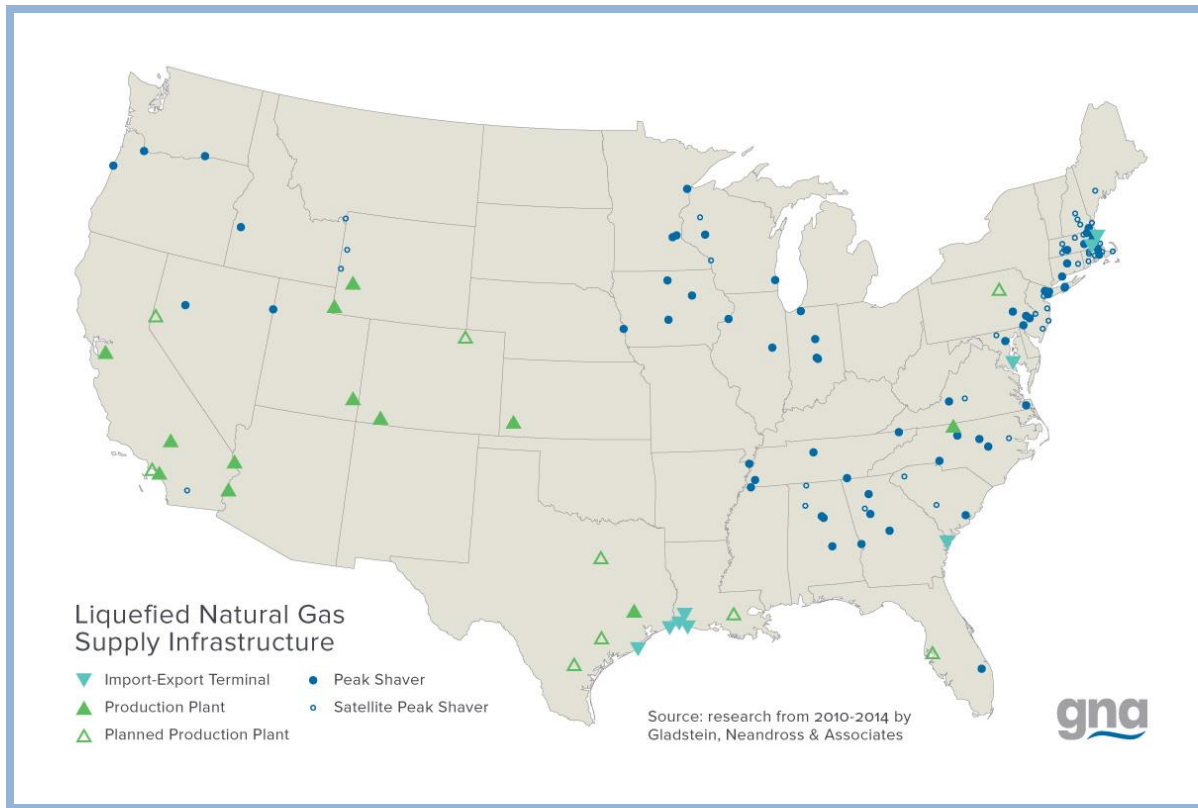 Liquefied Natural Gas
Supply Infrastructure
Import-Export Terminal
Production Plant
Planned Production Plant
Peak Shaver
Satellite Peak Shaver
Source: research from 2010-2014 by
Gladstein, Neandross & Associates
gna